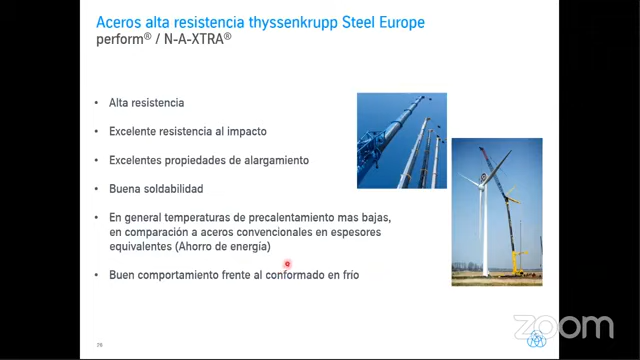 Aceros alta resistencia thyssenkrupp Steel Europe
perform® / N-A-XTRA®
• Alta resistencia
• Excelente resistencia al impacto
• Excelentes propiedades de alargamiento
• Buena soldabilidad
• En general temperaturas de precalentamiento mas bajas,
en comparación a aceros convencionales en espesores
equivalentes (Ahorro de energía)
• Buen comportamiento frente al conformado en frío
zoom